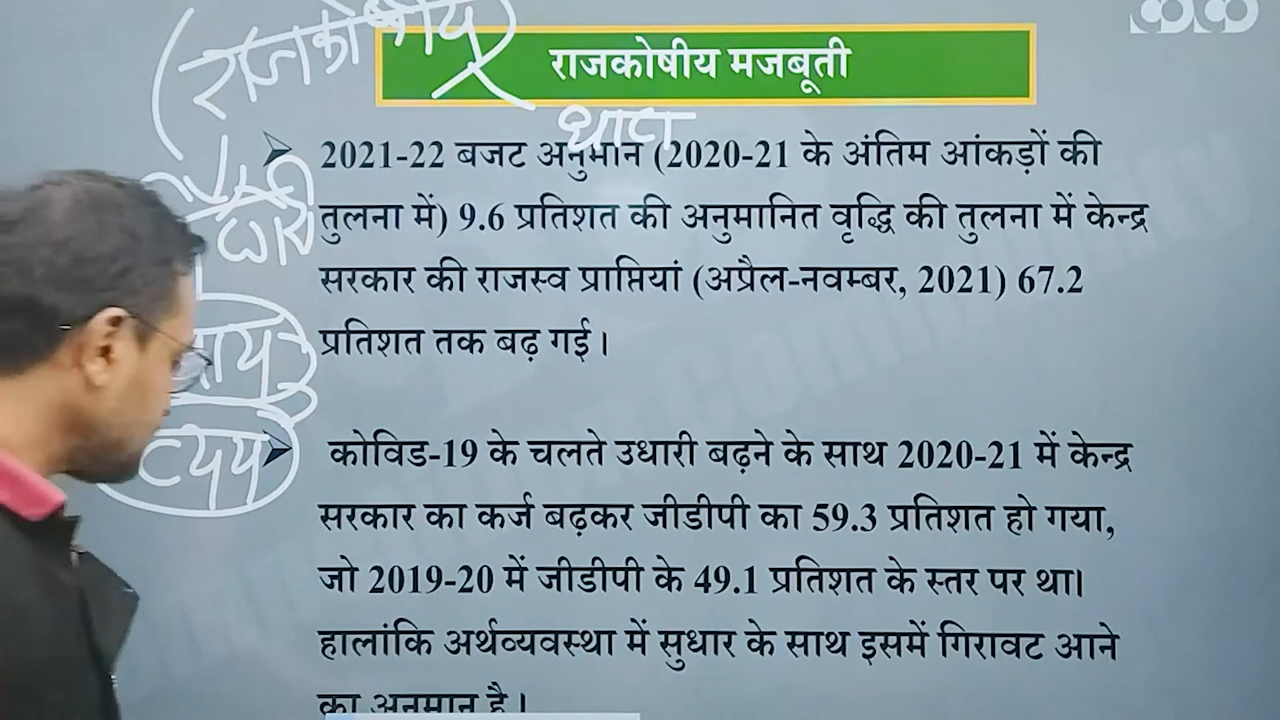 (राजकोषीय)
राजकोषीय मजबूती
घाटा
2021-22 बजट अनुमान (2020-21 के अंतिम आंकड़ों की
तुलना में) 9.6 प्रतिशत की अनुमानित वृद्धि की तुलना में केन्द्र
सरकार की राजस्व प्राप्तियां (अप्रैल-नवम्बर, 2021) 67.2
प्रतिशत तक बढ़ गई।
व्यय
कोविड-19 के चलते उधारी बढ़ने के साथ 2020-21 में केन्द्र
सरकार का कर्ज बढ़कर जीडीपी का 59.3 प्रतिशत हो गया,
जो 2019-20 में जीडीपी के 49.1 प्रतिशत के स्तर पर था।
हालांकि अर्थव्यवस्था में सुधार के साथ इसमें गिरावट आने
का अनुमान है।